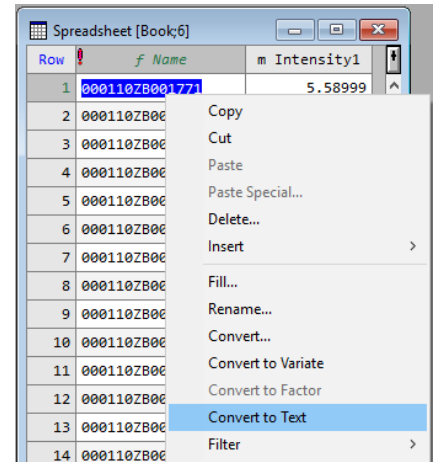 Spreadsheet [Book;6]
Row ! f Name m Intensity1
1 000110ZB001771 5.58999
2 000110ZB00
3 000110ZB00
4 000110ZB00
5 000110ZB00
6 000110ZB00
7 000110ZB00
8 000110ZB00
9 000110ZB00
10 000110ZB00
11 000110ZB00
12 000110ZB00
13 000110ZB00
14 000110ZB00
Copy
Cut
Paste
Paste Special...
Delete...
Insert
Fill...
Rename...
Convert...
Convert to Variate
Convert to Factor
Convert to Text
Filter